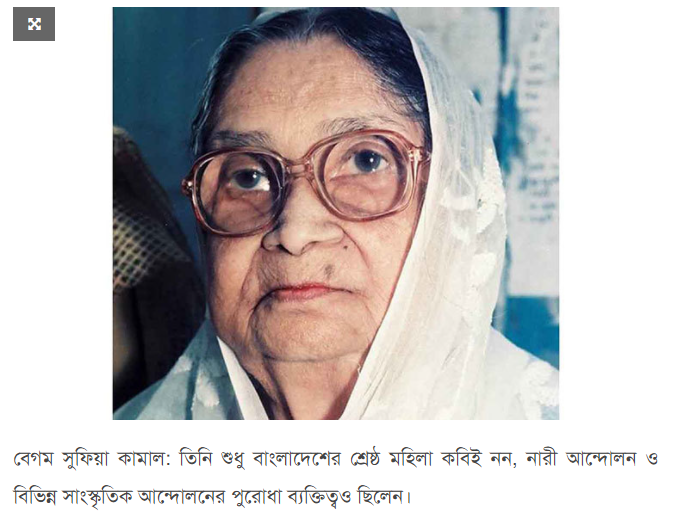 বেগম সুফিয়া কামাল: তিনি শুধু বাংলাদেশের শ্রেষ্ঠ মহিলা কবিই নন, নারী আন্দোলন ও
বিভিন্ন সাংস্কৃতিক আন্দোলনের পুরোধা ব্যক্তিত্বও ছিলেন।